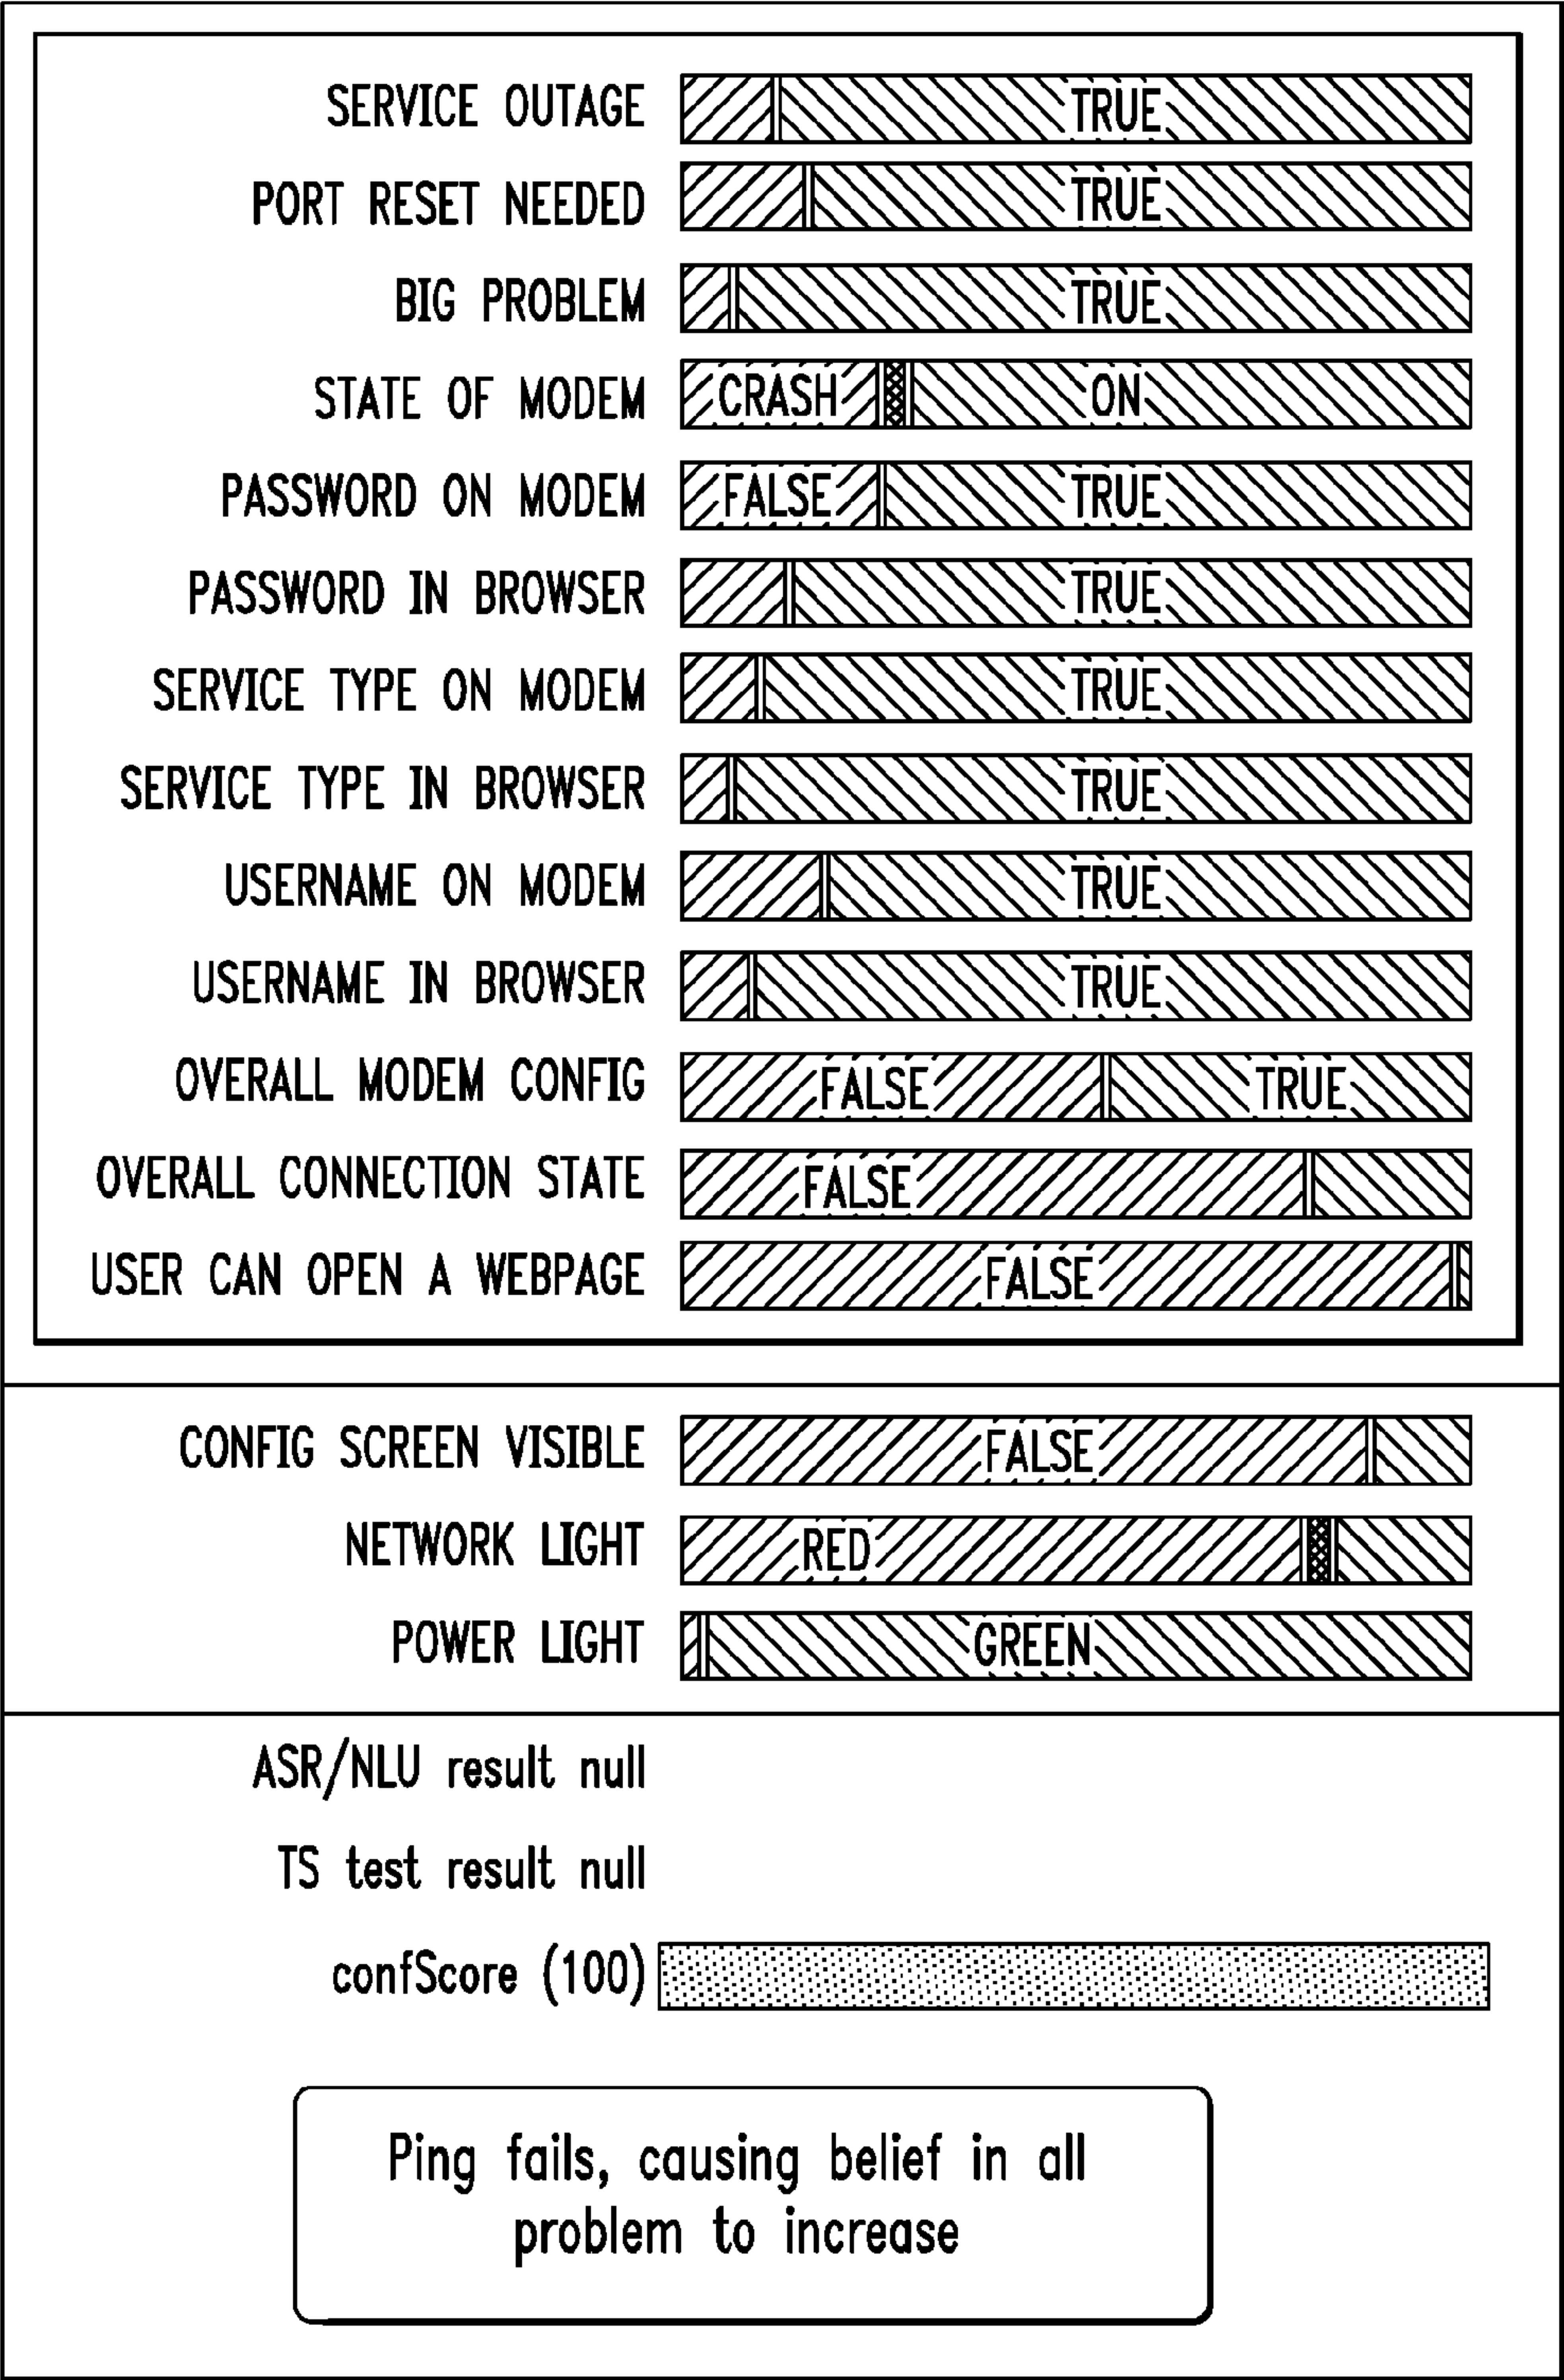 SERVICE OUTAGE TRUE
PORT RESET NEEDED TRUE
BIG PROBLEM TRUE
STATE OF MODEM CRASH ON
PASSWORD ON MODEM FALSE TRUE
PASSWORD IN BROWSER TRUE
SERVICE TYPE ON MODEM TRUE
SERVICE TYPE IN BROWSER TRUE
USERNAME ON MODEM TRUE
USERNAME IN BROWSER TRUE
OVERALL MODEM CONFIG FALSE TRUE
OVERALL CONNECTION STATE FALSE
USER CAN OPEN A WEBPAGE FALSE
CONFIG SCREEN VISIBLE FALSE
NETWORK LIGHT RED
POWER LIGHT GREEN
ASR/NLU result null
TS test result null
confScore (100)
Ping fails, causing belief in all
problem to increase